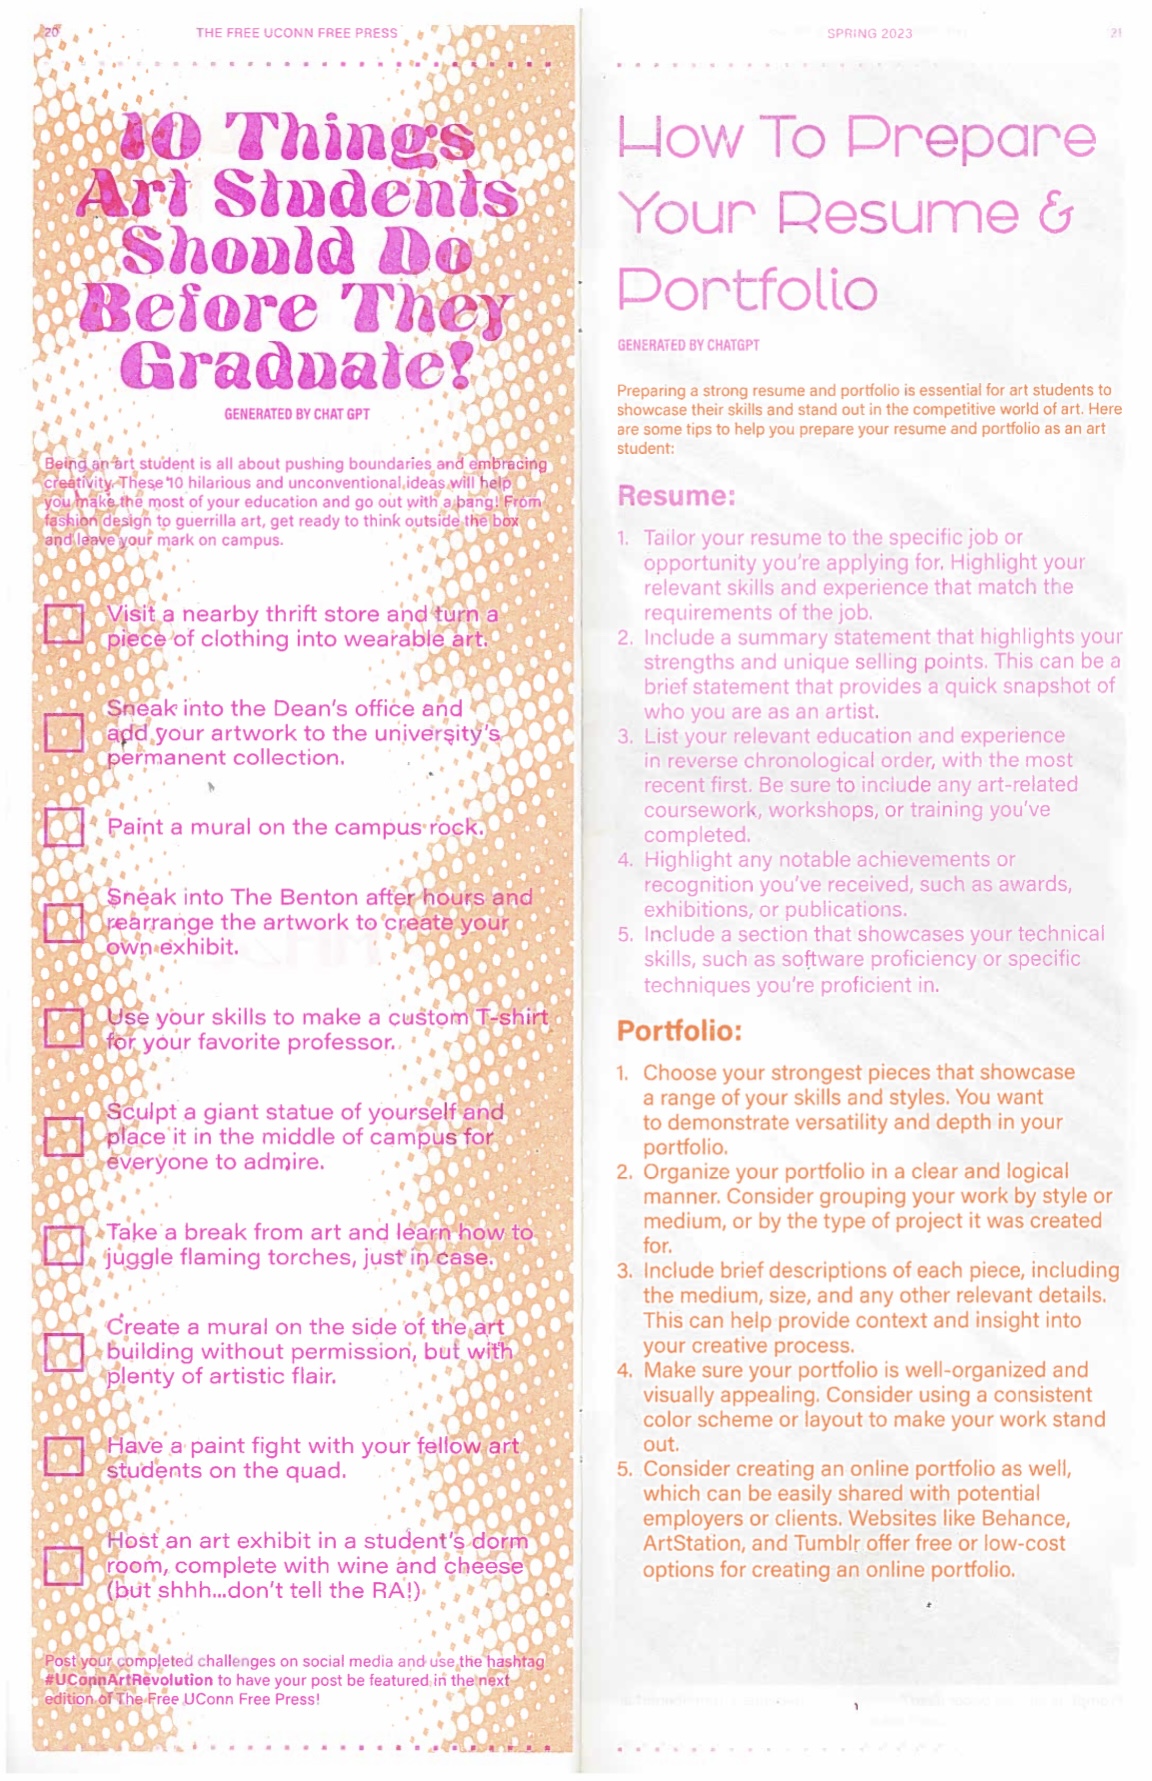 20
THE FREE UCONN FREE PRESS
10 Things
Art Students
Should Do
Before They
Graduate!
GENERATED BY CHAT GPT
Being an art student is all about pushing boundaries and embracing
creativity. These 10 hilarious and unconventional ideas will help
you make the most of your education and go out with a bang! From
fashion design to guerrilla art, get ready to think outside the box
and leave your mark on campus.
Visit a nearby thrift store and turn a
piece of clothing into wearable art.
Sneak into the Dean's office and
add your artwork to the university's
permanent collection.
Paint a mural on the campus rock.
Sneak into The Benton after hours and
rearrange the artwork to create your
own exhibit.
Use your skills to make a custom T-shirt
for your favorite professor.
Sculpt a giant statue of yourself and
place it in the middle of campus for
everyone to admire.
Take a break from art and learn how to
juggle flaming torches, just in case.
Create a mural on the side of the art
building without permission, but with
plenty of artistic flair.
Have a paint fight with your fellow art
students on the quad.
Host an art exhibit in a student's dorm
room, complete with wine and cheese
(but shhh...don't tell the RA!)
Post your completed challenges on social media and use the hashtag
#UConnArtRevolution to have your post be featured in the next
edition of The Free UConn Free Press!
SPRING 2023
21
How To Prepare
Your Resume &
Portfolio
GENERATED BY CHATGPT
Preparing a strong resume and portfolio is essential for art students to
showcase their skills and stand out in the competitive world of art. Here
are some tips to help you prepare your resume and portfolio as an art
student:
Resume:
1. Tailor your resume to the specific job or
opportunity you're applying for. Highlight your
relevant skills and experience that match the
requirements of the job.
2. Include a summary statement that highlights your
strengths and unique selling points. This can be a
brief statement that provides a quick snapshot of
who you are as an artist.
3. List your relevant education and experience
in reverse chronological order, with the most
recent first. Be sure to include any art-related
coursework, workshops, or training you've
completed.
4. Highlight any notable achievements or
recognition you've received, such as awards,
exhibitions, or publications.
5. Include a section that showcases your technical
skills, such as software proficiency or specific
techniques you're proficient in.
Portfolio:
1. Choose your strongest pieces that showcase
a range of your skills and styles. You want
to demonstrate versatility and depth in your
portfolio.
2. Organize your portfolio in a clear and logical
manner. Consider grouping your work by style or
medium, or by the type of project it was created
for.
3. Include brief descriptions of each piece, including
the medium, size, and any other relevant details.
This can help provide context and insight into
your creative process.
4. Make sure your portfolio is well-organized and
visually appealing. Consider using a consistent
color scheme or layout to make your work stand
out.
5. Consider creating an online portfolio as well,
which can be easily shared with potential
employers or clients. Websites like Behance,
ArtStation, and Tumblr offer free or low-cost
options for creating an online portfolio.